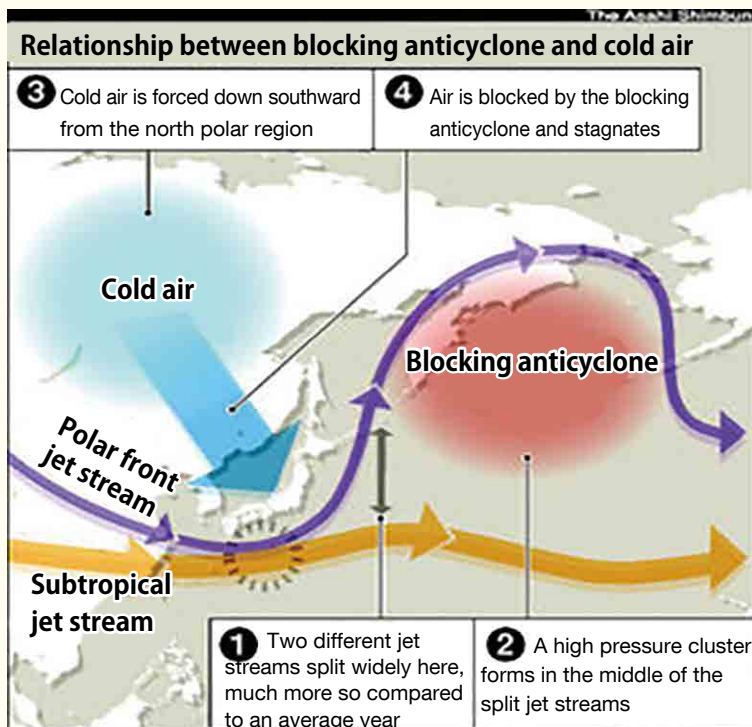 The Asahi Shimbun
Relationship between blocking anticyclone and cold air
3 Cold air is forced down southward
from the north polar region
4 Air is blocked by the blocking
anticyclone and stagnates
Cold air
Blocking anticyclone
Polar front
jet stream
Subtropical
jet stream
1 Two different jet
streams split widely here,
much more so compared
to an average year
2 A high pressure cluster
forms in the middle of the
split jet streams